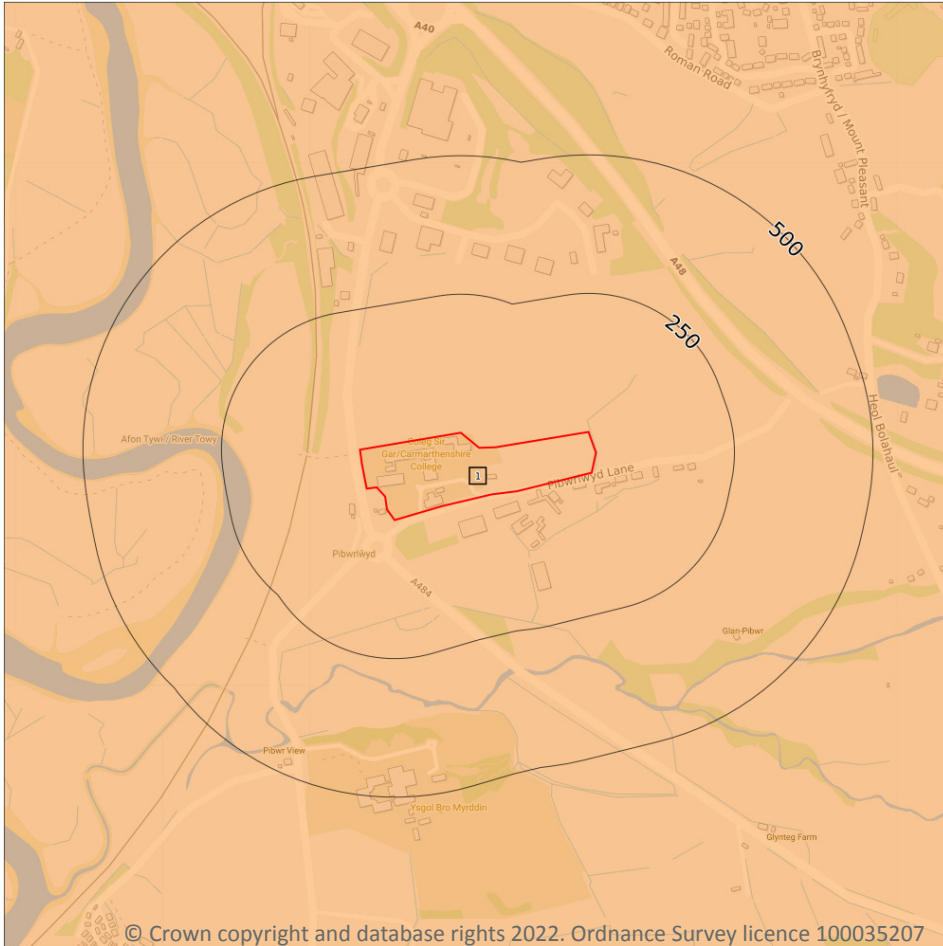 A40
Roman Road
Brynhyfryd / Mount Pleasant
500
A48
250
Heol Bolahaul
Afon Tywi / River Towy
Coleg Sir
Gar/Carmarthenshire
College
1
Pibwrlwyd Lane
Pibwrlwyd
A484
Glan-Pibwr
Pibwr View
Ysgol Bro Myrddin
Glynteg Farm
© Crown copyright and database rights 2022. Ordnance Survey licence 100035207